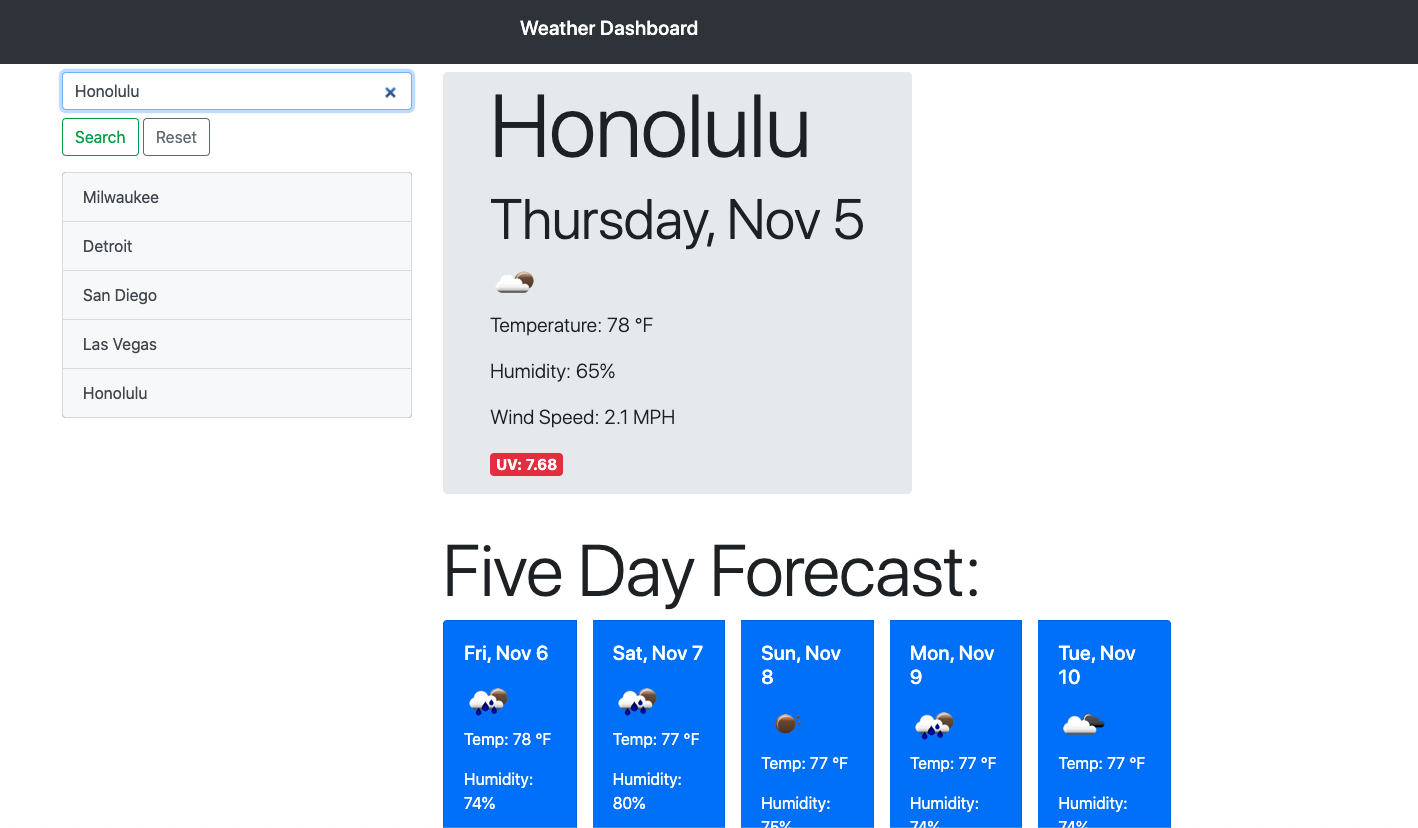 Weather Dashboard
Honolulu
Search Reset
Milwaukee
Detroit
San Diego
Las Vegas
Honolulu
Honolulu
Thursday, Nov 5
Temperature: 78 °F
Humidity: 65%
Wind Speed: 2.1 MPH
UV: 7.68
Five Day Forecast:
Fri, Nov 6
Temp: 78 °F
Humidity:
74%
Sat, Nov 7
Temp: 77 °F
Humidity:
80%
Sun, Nov
8
Temp: 77 °F
Humidity:
75%
Mon, Nov
9
Temp: 77 °F
Humidity:
74%
Tue, Nov
10
Temp: 77 °F
Humidity:
74%